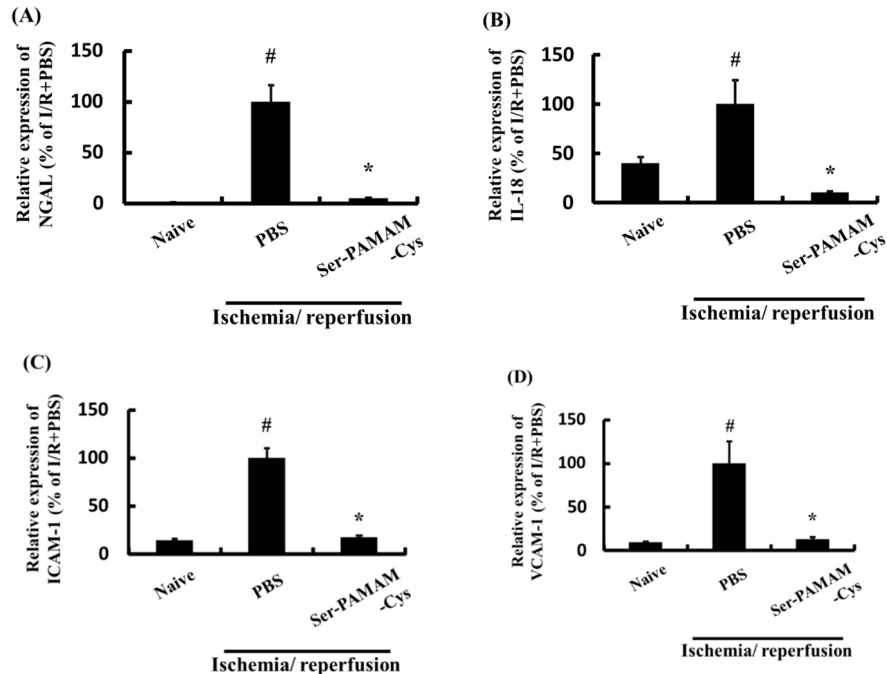 (A)
Relative expression of
NGAL (% of I/R+PBS)
150
100
50
0
#
*
Naive
PBS
Ser-PAMAM
-Cys
Ischemia/ reperfusion
(B)
Relative expression of
IL-18 (% of I/R+PBS)
150
100
50
0
#
*
Naive
PBS
Ser-PAMAM
-Cys
Ischemia/ reperfusion
(C)
Relative expression of
ICAM-1 (% of I/R+PBS)
150
100
50
0
#
*
Naive
PBS
Ser-PAMAM
-Cys
Ischemia/ reperfusion
(D)
Relative expression of
VCAM-1 (% of I/R+PBS)
150
100
50
0
#
*
Naive
PBS
Ser-PAMAM
-Cys
Ischemia/ reperfusion